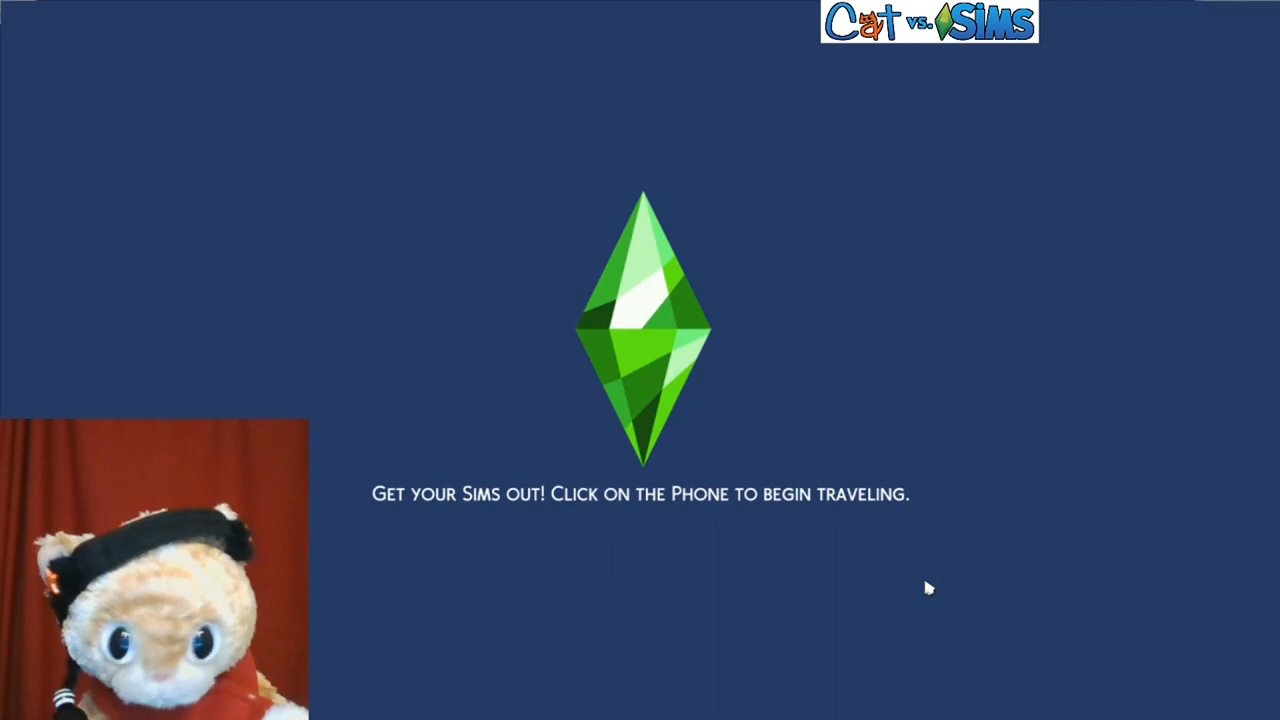 Cat vs. SiMS
GET YOUR SIMS OUT! CLICK ON THE PHONE TO BEGIN TRAVELING.